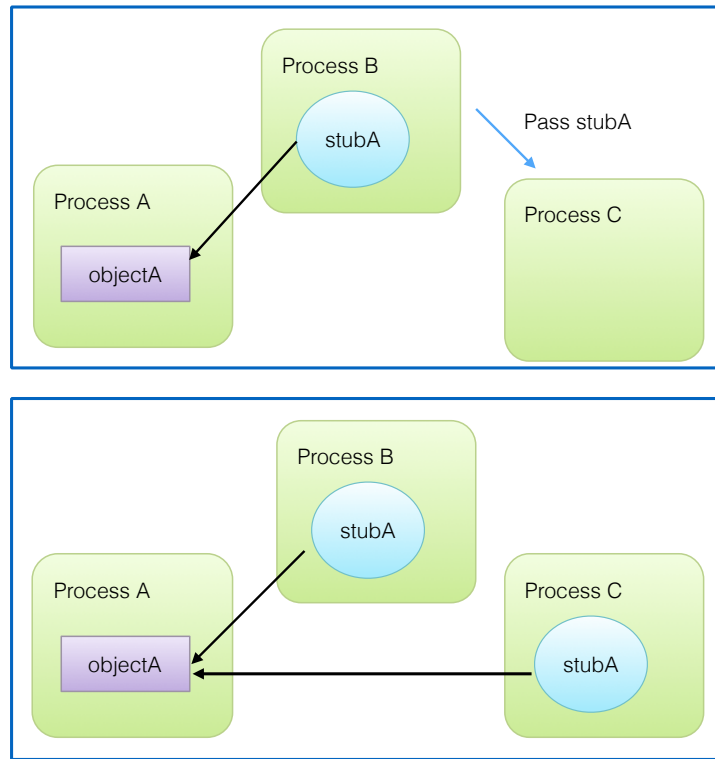 Process B
stubA
Pass stubA
Process A
objectA
Process C
Process B
stubA
Process A
objectA
Process C
stubA